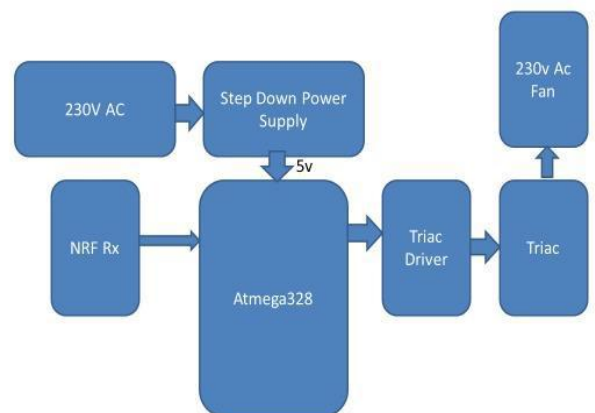 230V AC
Step Down Power
Supply
230v Ac
Fan
5v
NRF Rx
Atmega328
Triac
Driver
Triac